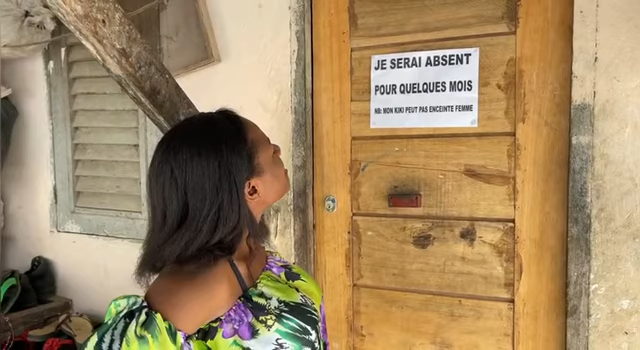 JE SERAI ABSENT
POUR QUELQUES MOIS
NB: MON KIKI PEUT PAS ENCEINTE FEMME